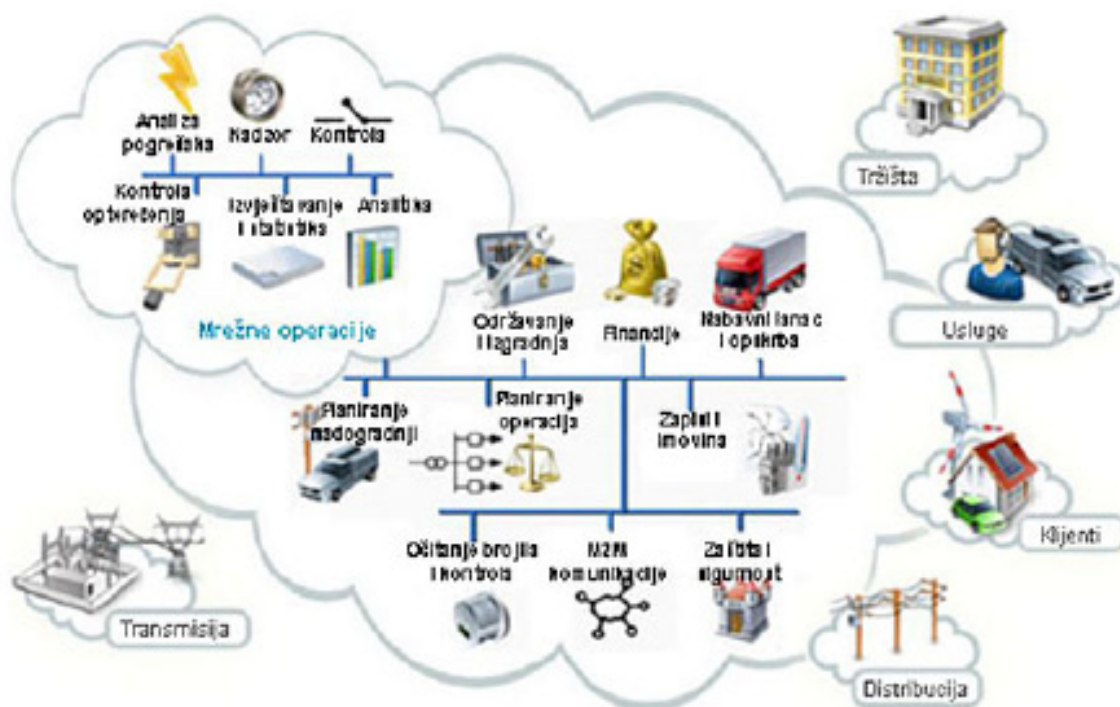 Analiza
pogrešaka
Nadzor
Kontrola
Kontrola
opterećenja
Izvještavanje
i statistika
Analitika
Mrežne operacije
Održavanje
i izgradnja
Financije
Nabavni lanac
i opskrba
Planiranje
nadogradnji
Planiranje
operacija
imovina
Očitanje brojila
i kontrola
M2M
komunikacije
Zaštita i
sigurnost
Tržišta
Usluge
Klijenti
Distribucija
Transmisija